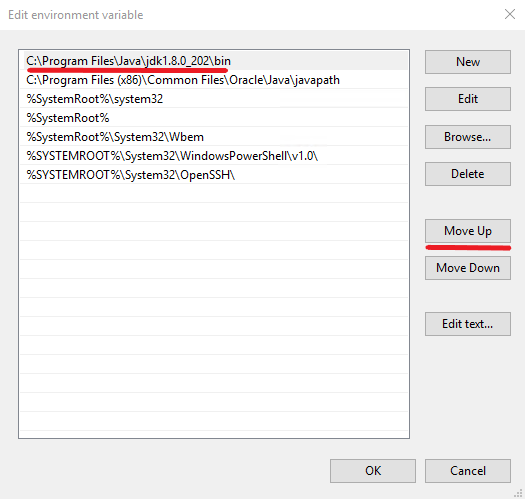 Edit environment variable
C:\Program Files\Java\jdk1.8.0_202\bin
C:\Program Files (x86)\Common Files\Oracle\Java\javapath
%SystemRoot%\system32
%SystemRoot%
%SystemRoot%\System32\Wbem
%SYSTEMROOT%\System32\WindowsPowerShell\v1.0\
%SYSTEMROOT%\System32\OpenSSH\
New
Edit
Browse...
Delete
Move Up
Move Down
Edit text...
OK
Cancel